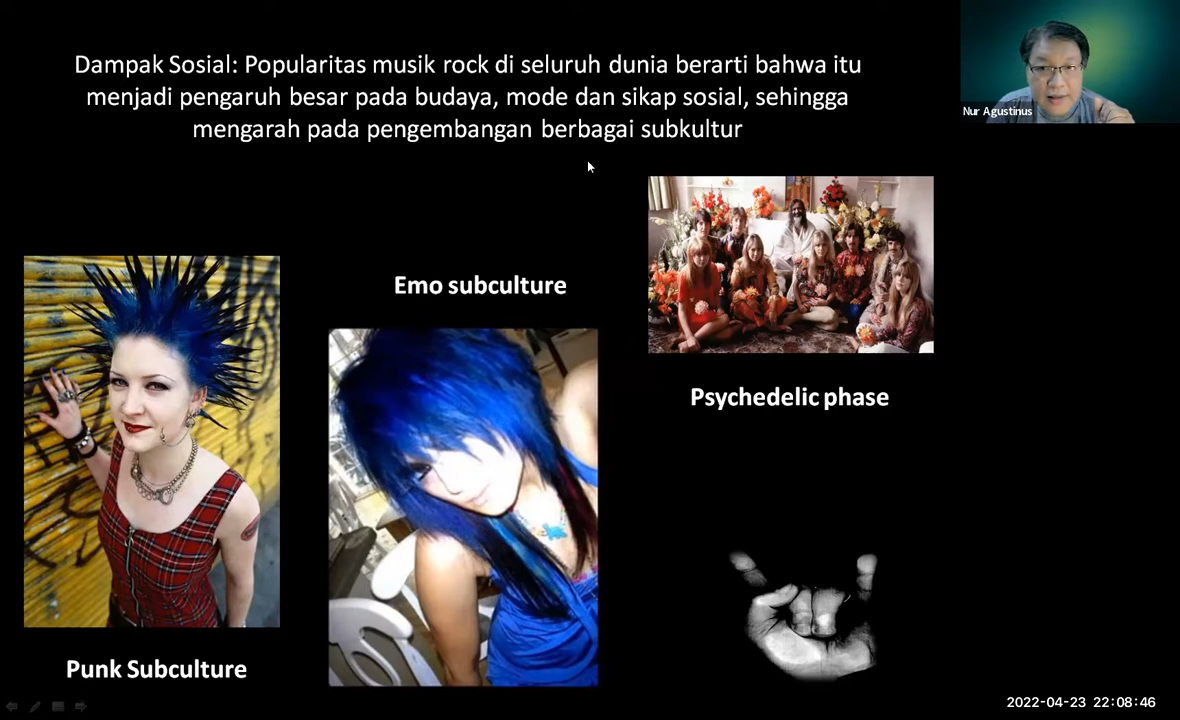 Dampak Sosial: Popularitas musik rock di seluruh dunia berarti bahwa itu
menjadi pengaruh besar pada budaya, mode dan sikap sosial, sehingga
mengarah pada pengembangan berbagai subkultur
Nur Agustinus
Emo subculture
Psychedelic phase
Punk Subculture
2022-04-23 22:08:46